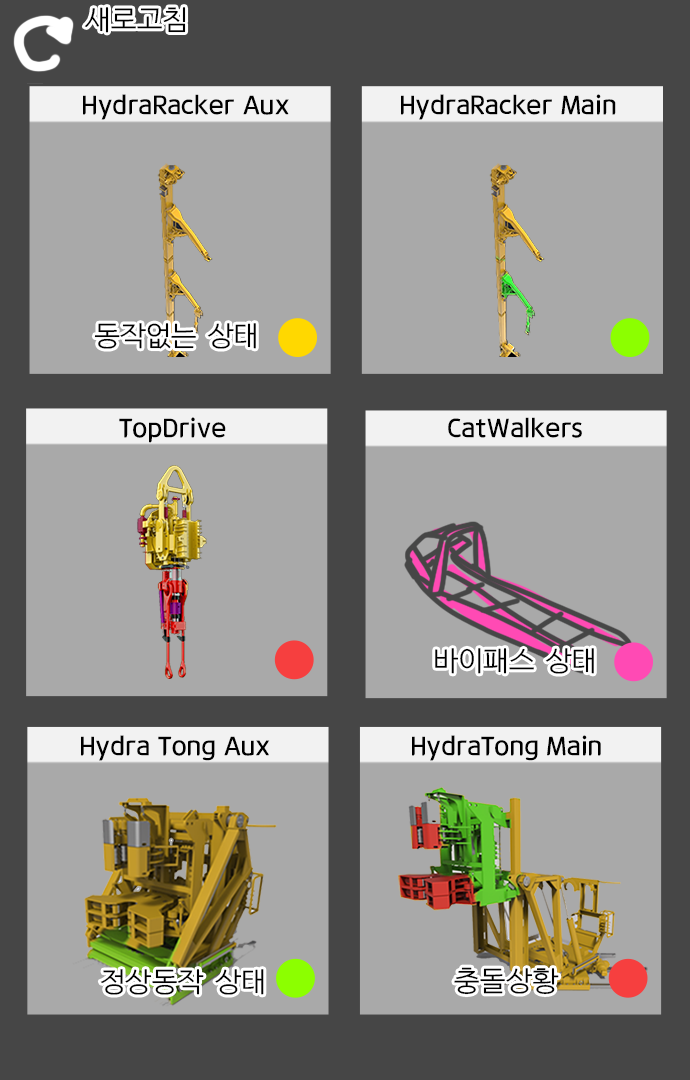 새로고침
HydraRacker Aux
HydraRacker Main
동작없는 상태
TopDrive
CatWalkers
바이패스 상태
Hydra Tong Aux
HydraTong Main
정상동작 상태
충돌상황